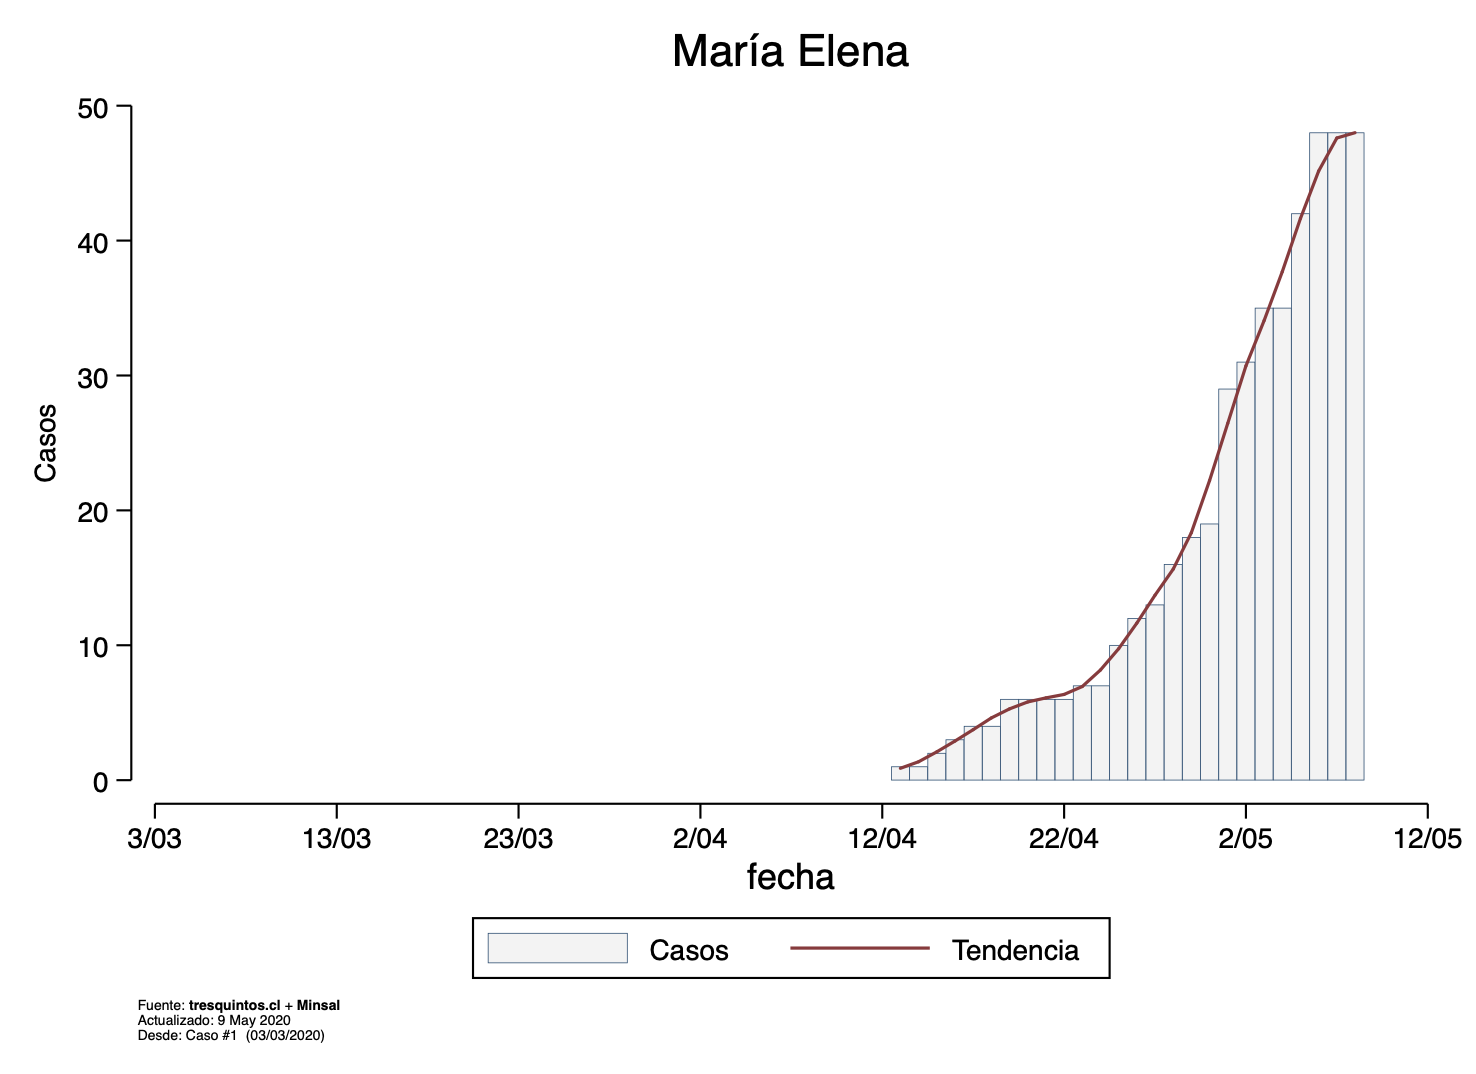 María Elena
50
40
30
20
10
0
Casos
3/03 13/03 23/03 2/04 12/04 22/04 2/05 12/05
fecha
Casos Tendencia
Fuente: tresquintos.cl + Minsal
Actualizado: 9 May 2020
Desde: Caso #1 (03/03/2020)